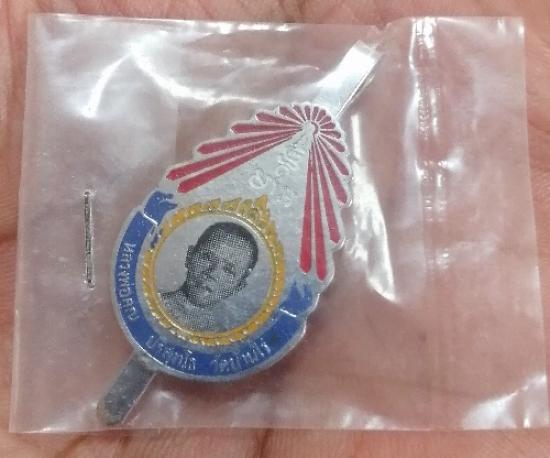 หลวงพ่อคูณ ปริสุทฺโธ วัดบ้านไร่